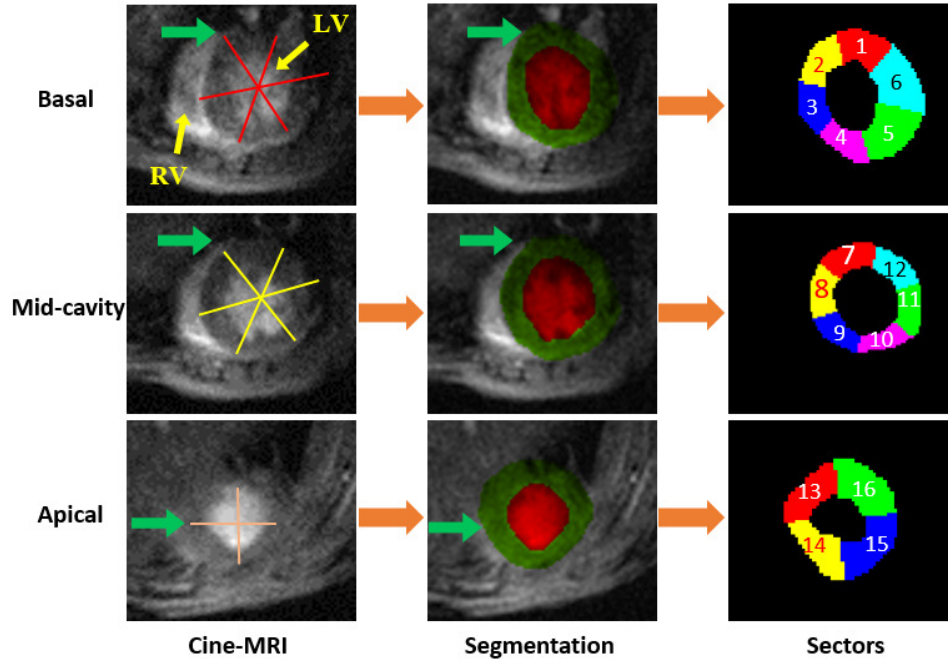 LV
Basal
RV
1
2
6
3
4
5
Mid-cavity
7
12
8
11
9
10
Apical
13
16
14
15
Cine-MRI
Segmentation
Sectors